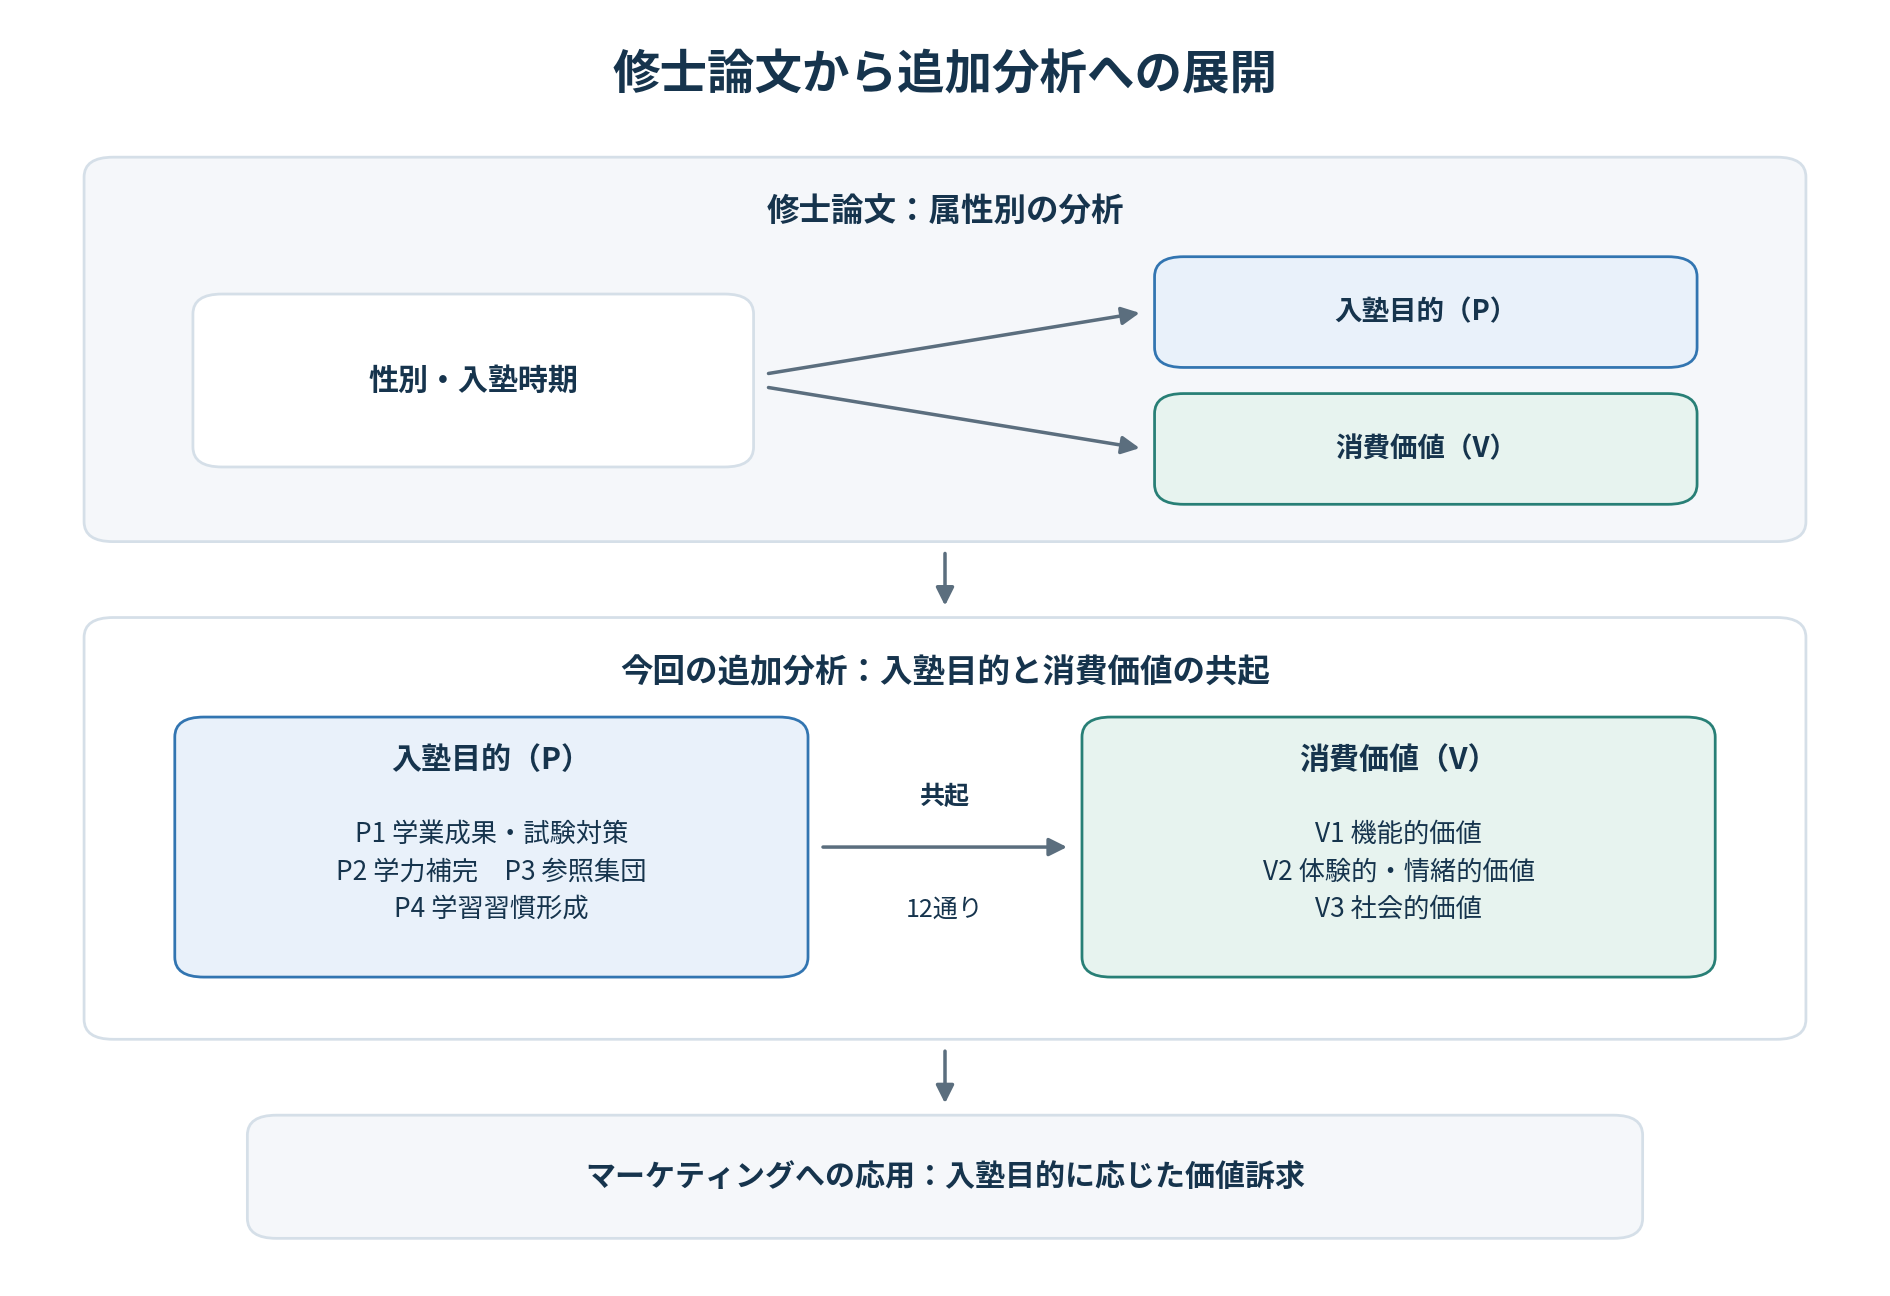 修士論文から追加分析への展開
修士論文：属性別の分析
性別・入塾時期
入塾目的（P）
消費価値（V）
今回の追加分析：入塾目的と消費価値の共起
入塾目的（P）
P1 学業成果・試験対策
P2 学力補完　P3 参照集団
P4 学習習慣形成
共起
12通り
消費価値（V）
V1 機能的価値
V2 体験的・情緒的価値
V3 社会的価値
マーケティングへの応用：入塾目的に応じた価値訴求